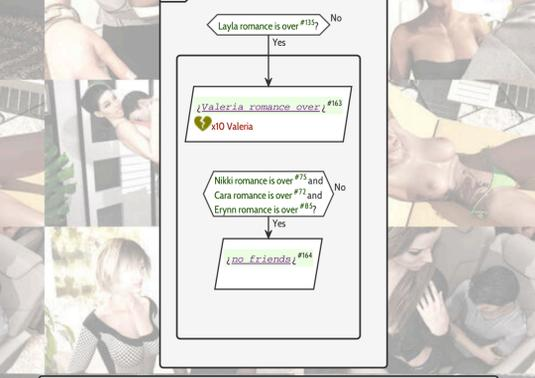 Layla romance is over #135?
No
Yes
¿Valeria romance over¿#163
x10 Valeria
Nikki romance is over #75 and
Cara romance is over #72 and
Erynn romance is over #85?
No
Yes
¿no friends¿#164